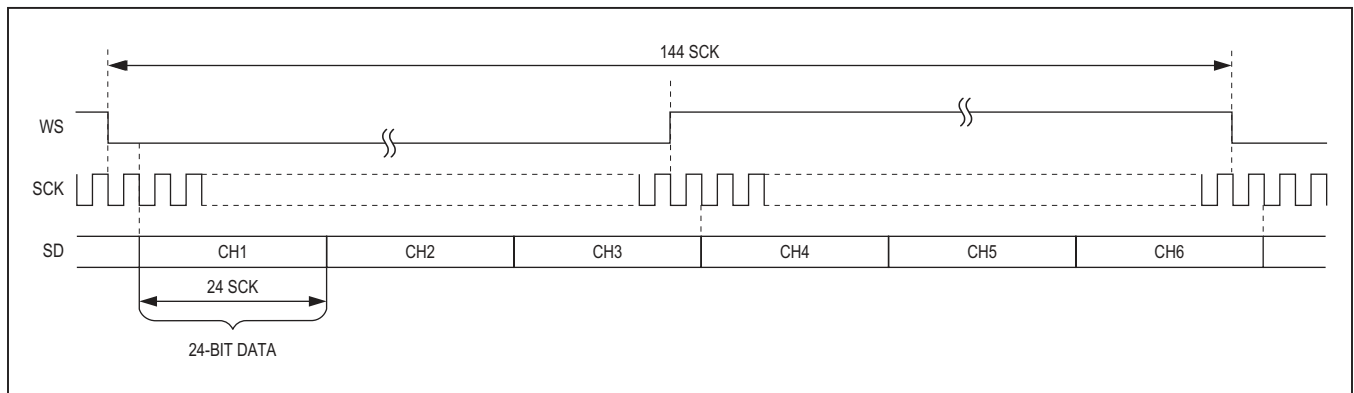 144 SCK
WS
SCK
SD
CH1
CH2
CH3
CH4
CH5
CH6
24 SCK
24-BIT DATA